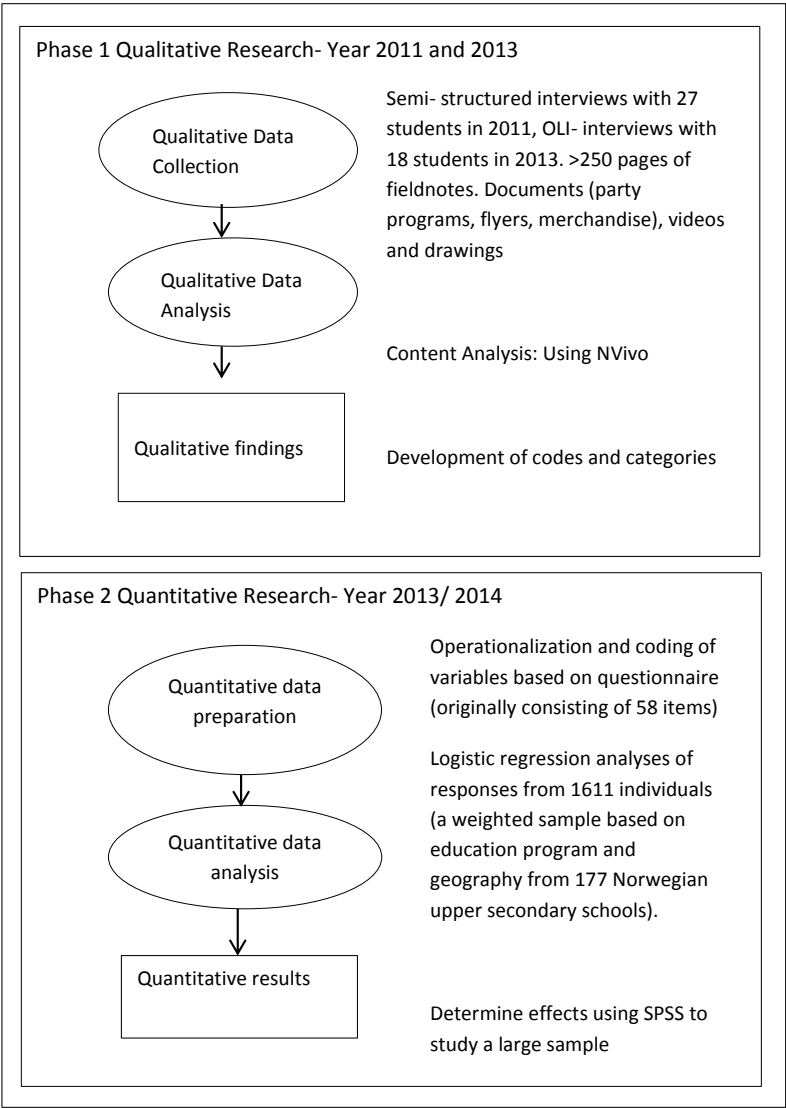 Phase 1 Qualitative Research- Year 2011 and 2013
Qualitative Data
Collection
Semi- structured interviews with 27
students in 2011, OLI- interviews with
18 students in 2013. >250 pages of
fieldnotes. Documents (party
programs, flyers, merchandise), videos
and drawings
Qualitative Data
Analysis
Content Analysis: Using NVivo
Qualitative findings
Development of codes and categories
Phase 2 Quantitative Research- Year 2013/ 2014
Quantitative data
preparation
Operationalization and coding of
variables based on questionnaire
(originally consisting of 58 items)
Logistic regression analyses of
responses from 1611 individuals
(a weighted sample based on
education program and
geography from 177 Norwegian
upper secondary schools).
Quantitative data
analysis
Quantitative results
Determine effects using SPSS to
study a large sample